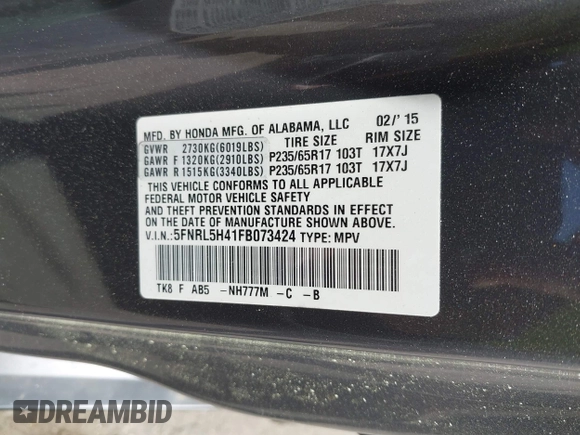 MFD. BY HONDA MFG. OF ALABAMA, LLC 02/'15
GVWR 2730KG(6019LBS) TIRE SIZE RIM SIZE
GAWR F 1320KG(2910LBS) P235/65R17 103T 17X7J
GAWR R 1515KG(3340LBS) P235/65R17 103T 17X7J
THIS VEHICLE CONFORMS TO ALL APPLICABLE
FEDERAL MOTOR VEHICLE SAFETY
AND THEFT PREVENTION STANDARDS IN EFFECT
ON THE DATE OF MANUFACTURE SHOWN ABOVE.
V.I.N.: 5FNRL5H41FB073424 TYPE: MPV
TK8 F AB5 -NH777M -C -B
DREAMBID